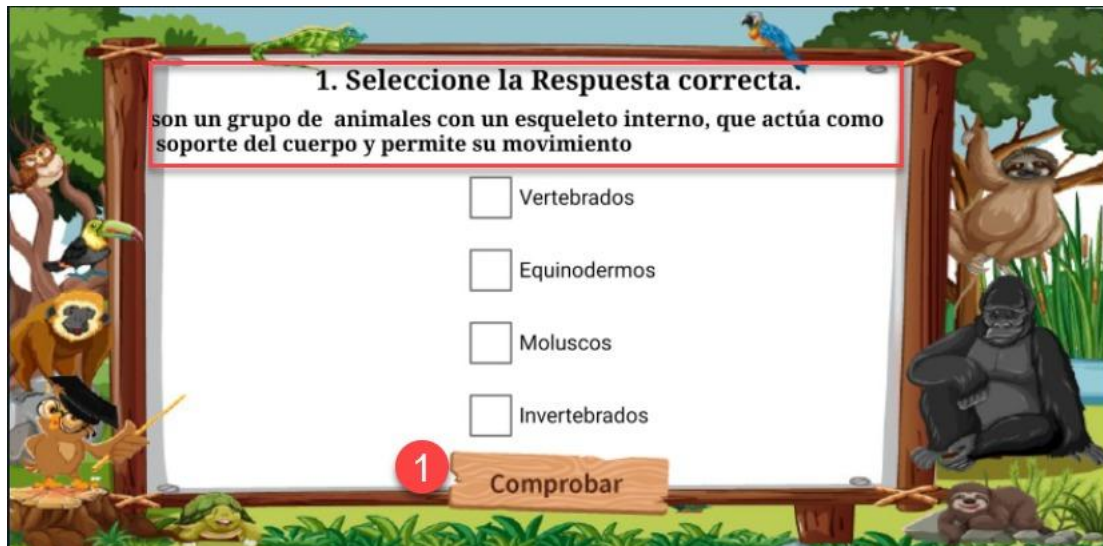 1. Seleccione la Respuesta correcta.
son un grupo de animales con un esqueleto interno, que actúa como
soporte del cuerpo y permite su movimiento
Vertebrados
Equinodermos
Moluscos
Invertebrados
1
Comprobar